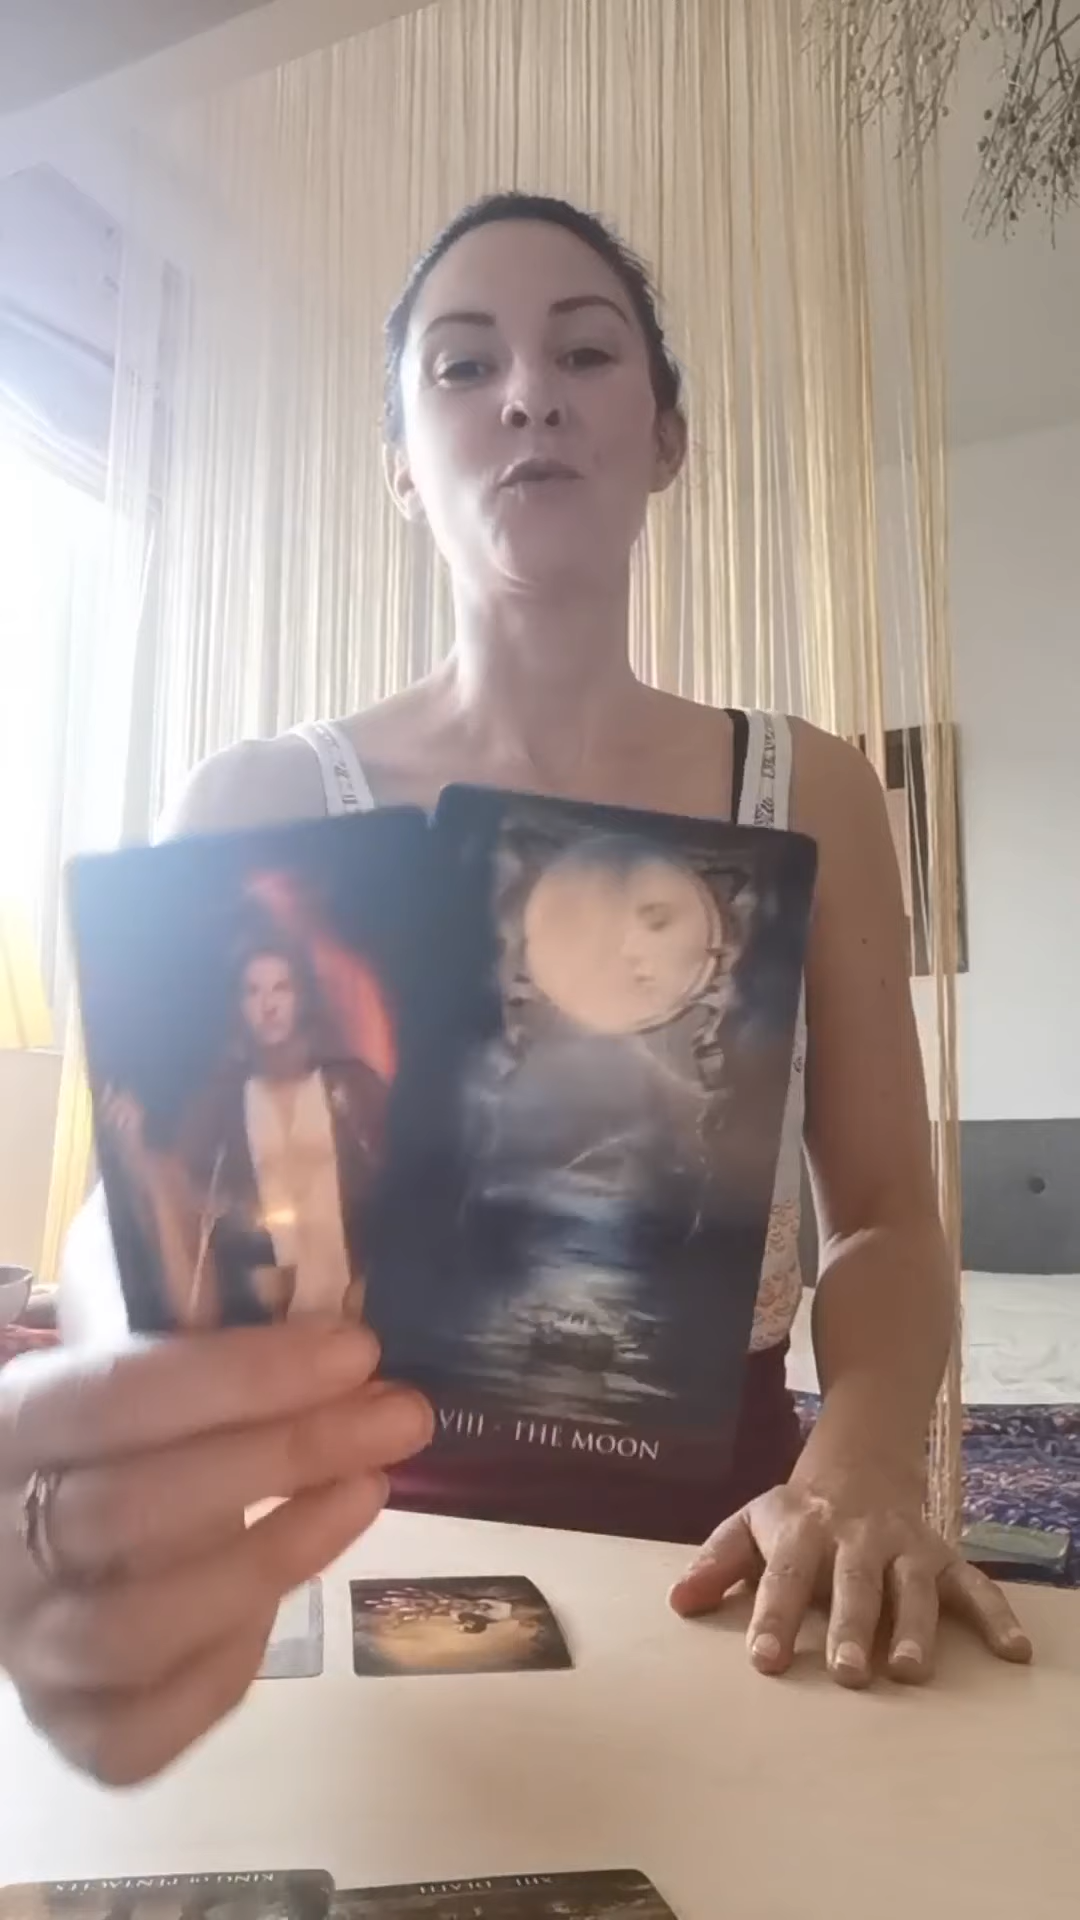 VIII - THE MOON
KING OF PENTACLES
XIII - DEATH